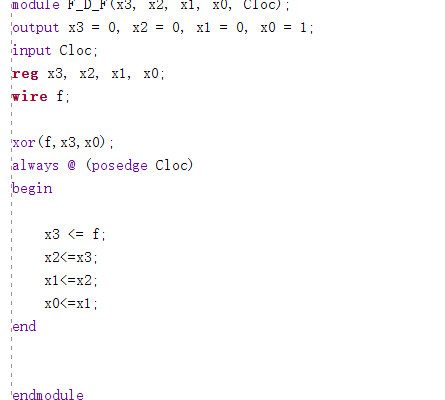 module F_D_F(x3, x2, x1, x0, Cloc);
output x3 = 0, x2 = 0, x1 = 0, x0 = 1;
input Cloc;
reg x3, x2, x1, x0;
wire f;
xor(f,x3,x0);
always @ (posedge Cloc)
begin
x3 <= f;
x2<=x3;
x1<=x2;
x0<=x1;
end
endmodule